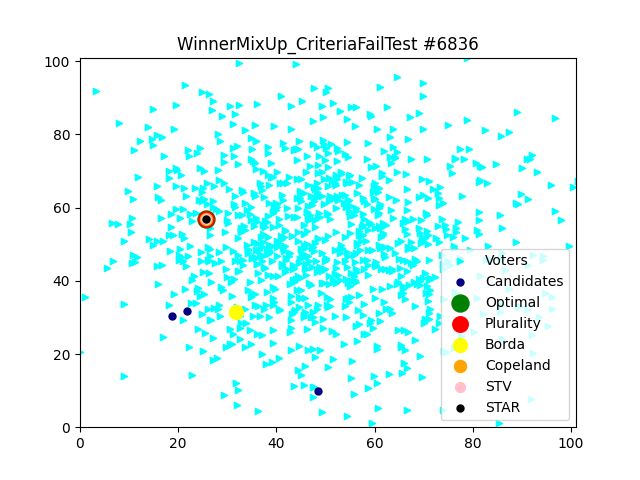 WinnerMixUp_CriteriaFailTest #6836
100
80
60
40
20
0
0 20 40 60 80 100
Voters
Candidates
Optimal
Plurality
Borda
Copeland
STV
STAR